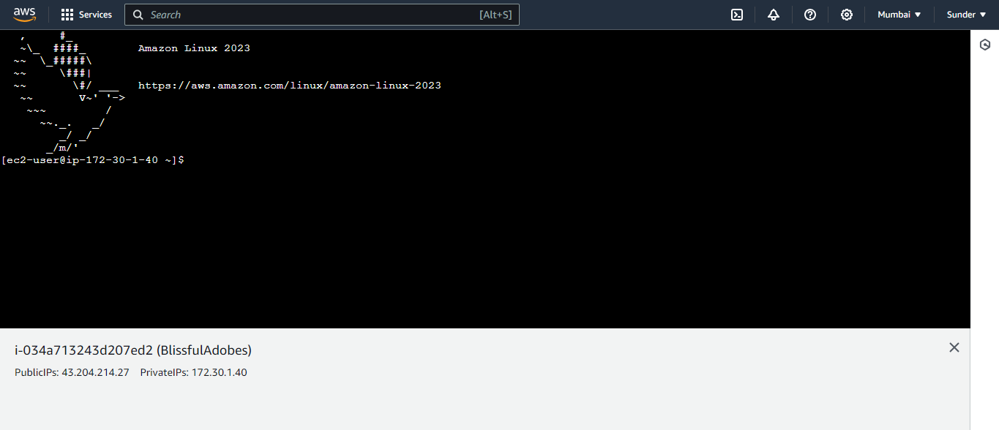 aws
Services
Search
[Alt+S]
Mumbai ▼
Sunder ▼
   ,     #_
   ~\_  ####_        Amazon Linux 2023
  ~~  \_#####\
  ~~     \###|
  ~~       \#/ ___   https://aws.amazon.com/linux/amazon-linux-2023
   ~~       V~' '->
    ~~~         /
      ~~._.   _/
         _/ _/
       _/m/'
[ec2-user@ip-172-30-1-40 ~]$
i-034a713243d207ed2 (BlissfulAdobes)
PublicIPs: 43.204.214.27 PrivateIPs: 172.30.1.40